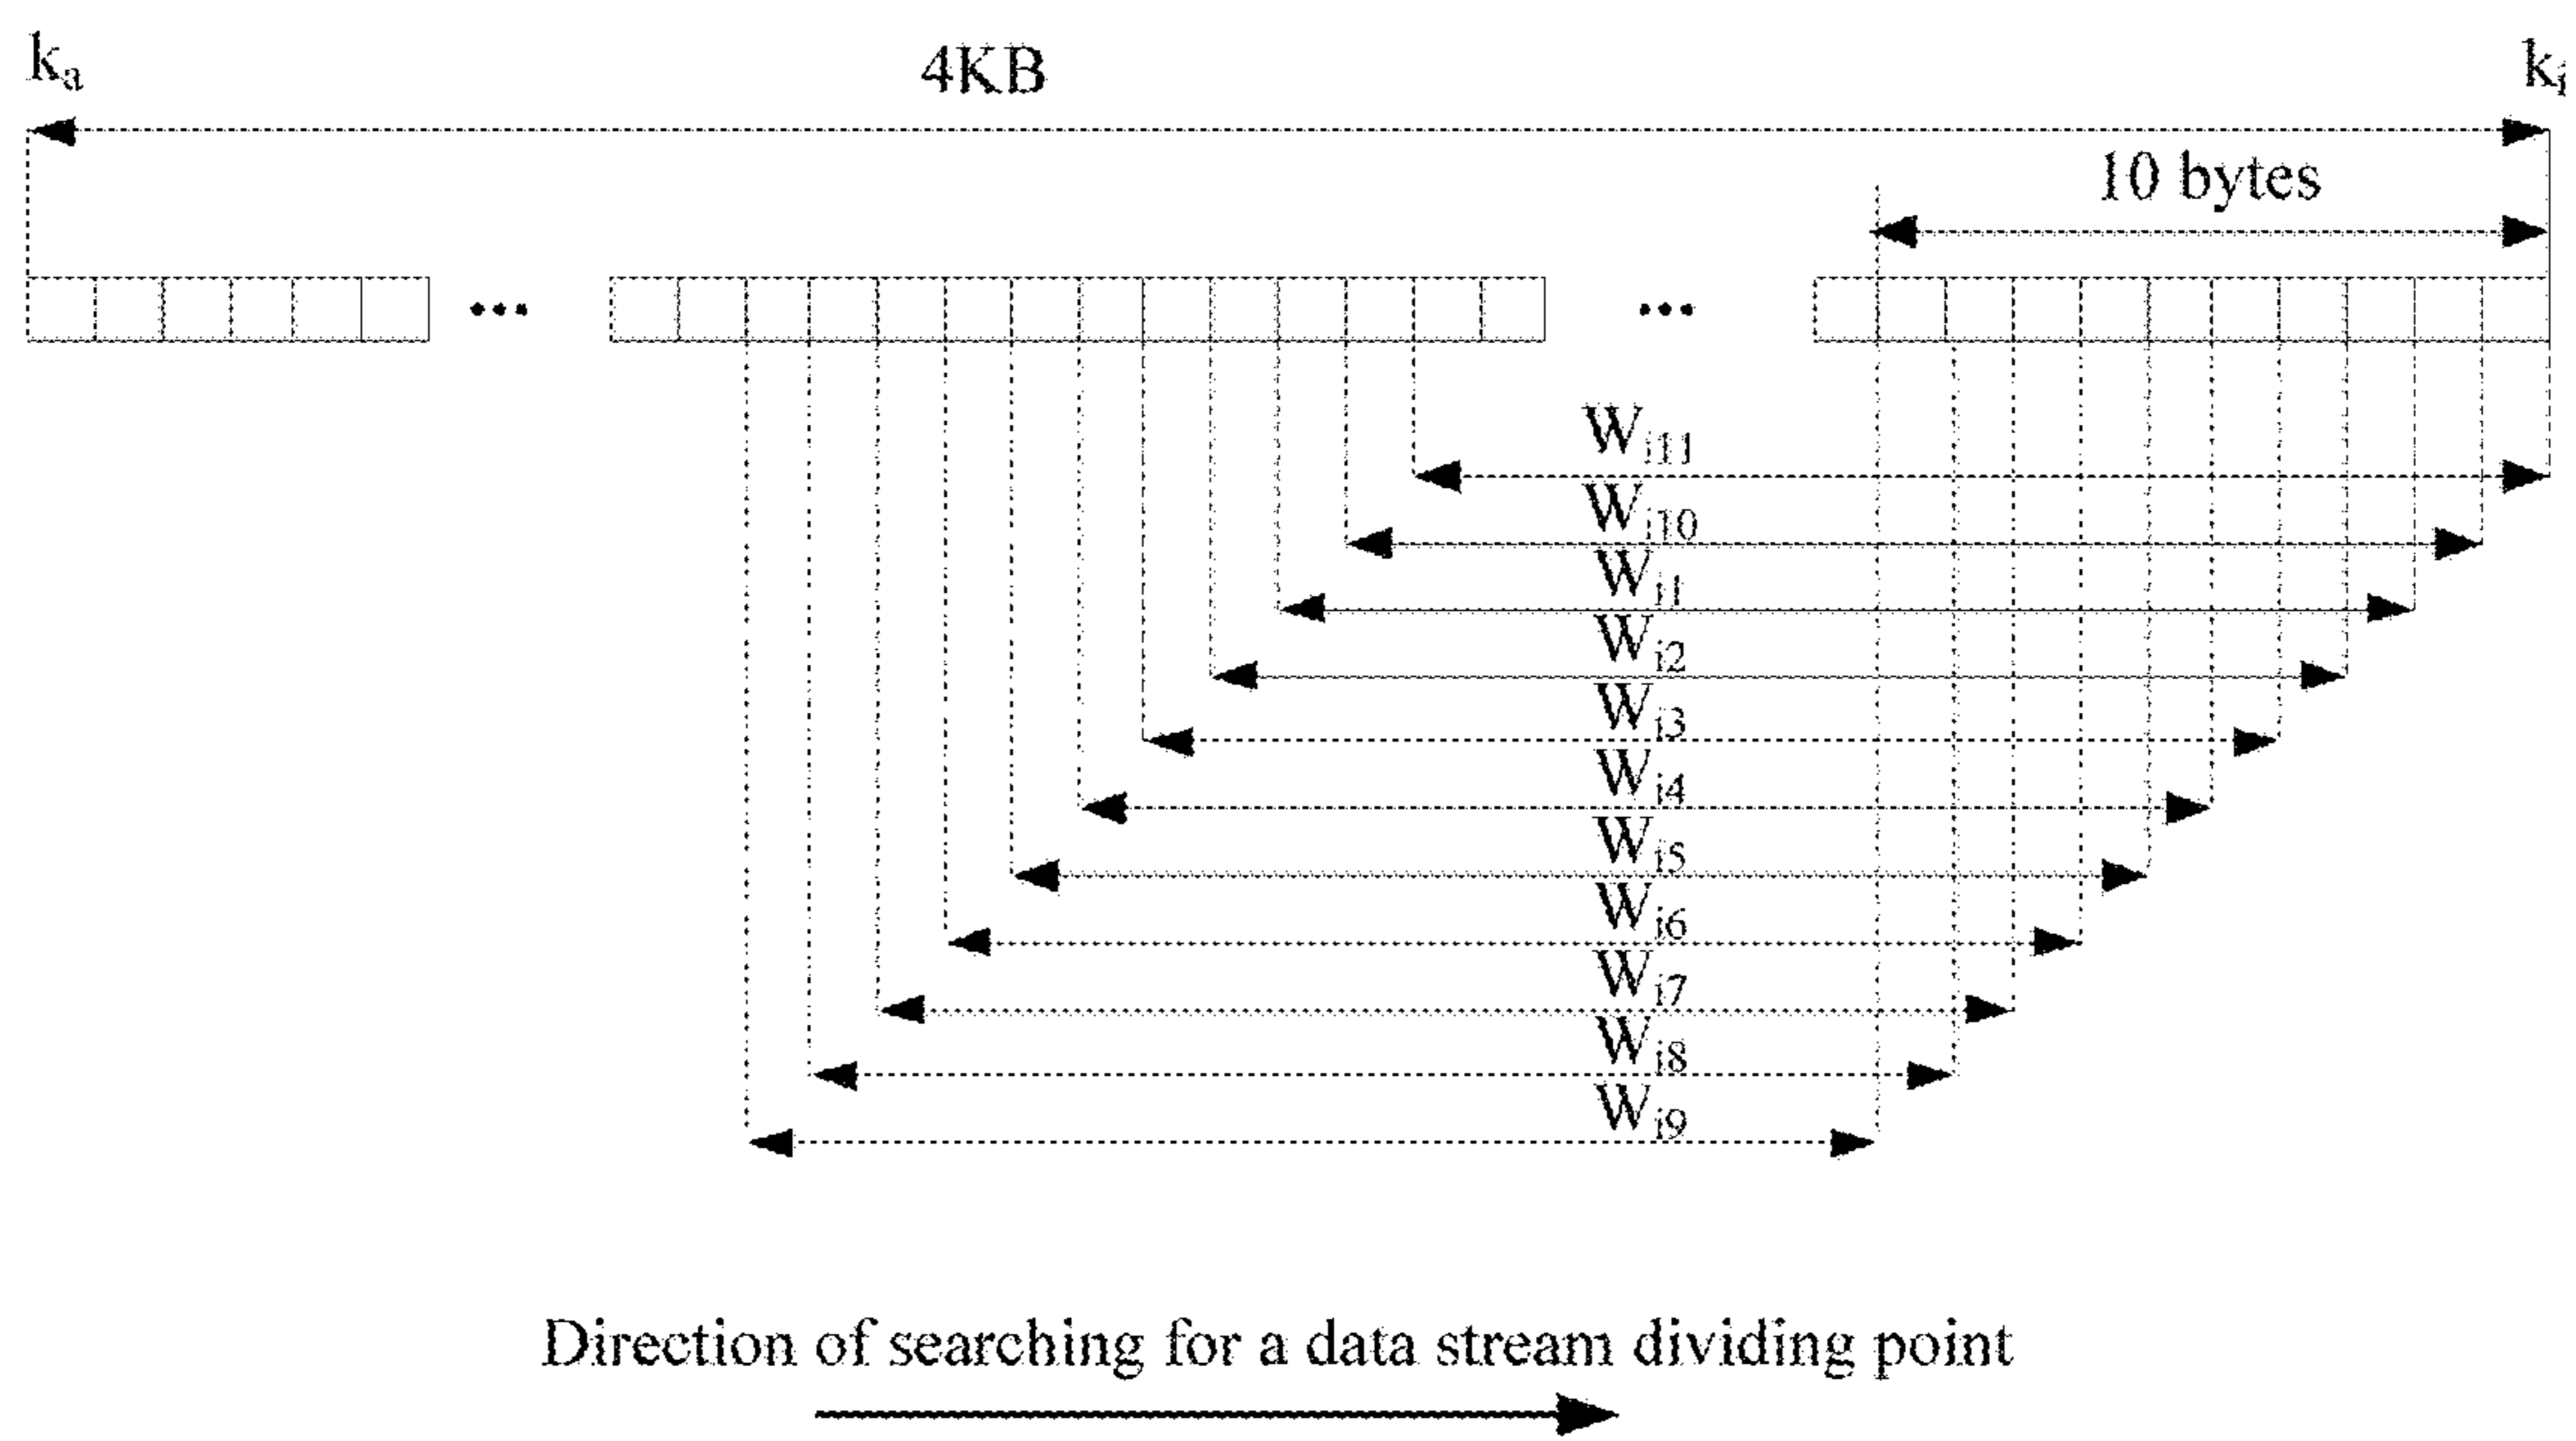 kₐ 4KB kᵢ
10 bytes
...
...
Wi11
Wi10
Wi1
Wi2
Wi3
Wi4
Wi5
Wi6
Wi7
Wi8
Wi9
Direction of searching for a data stream dividing point